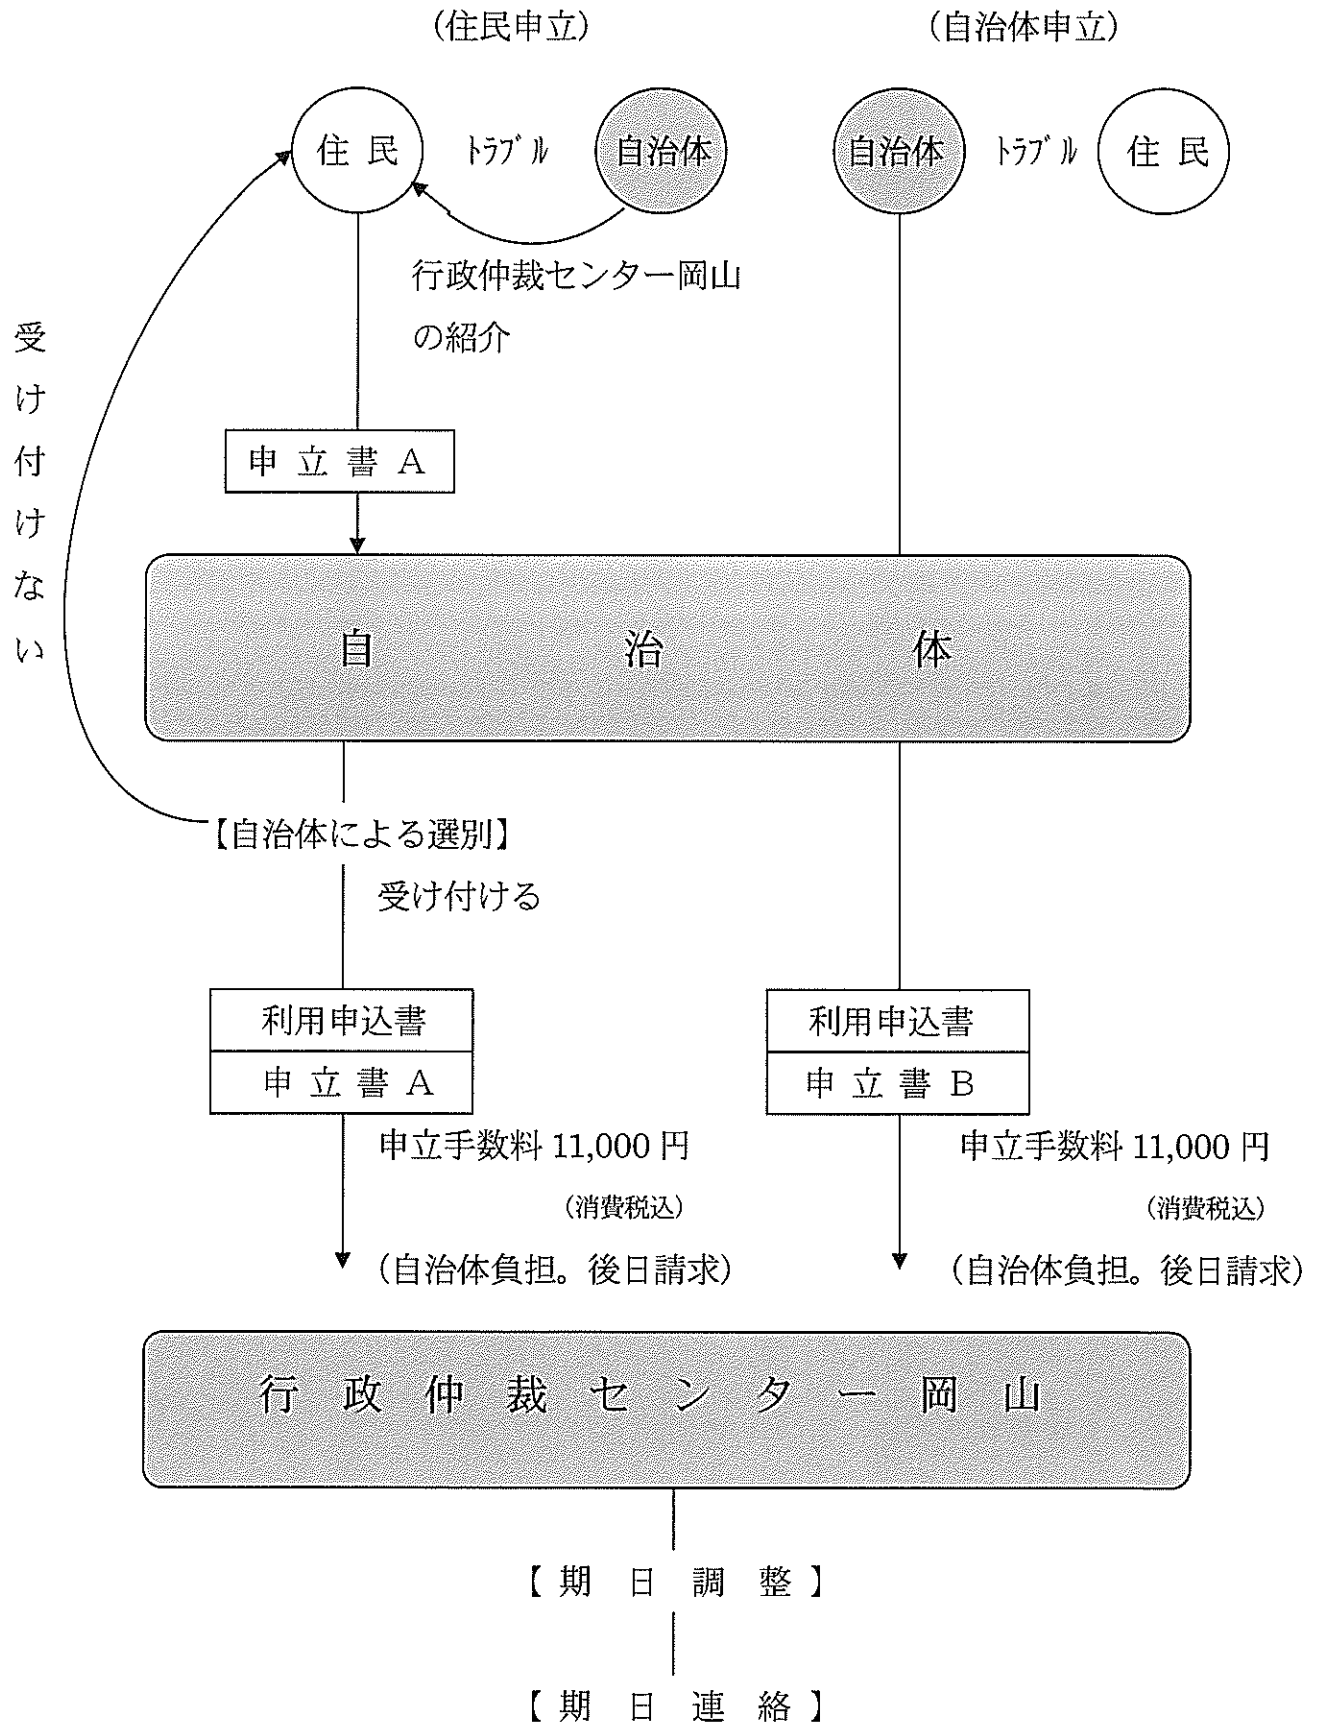 (住民申立)
(自治体申立)
住 民
トラブル
自治体
自治体
トラブル
住 民
行政仲裁センター岡山
の紹介
受け付けない
申 立 書 A
自 治 体
【自治体による選別】
受け付ける
利用申込書
申 立 書 A
利用申込書
申 立 書 B
申立手数料 11,000 円
(消費税込)
(自治体負担。後日請求)
申立手数料 11,000 円
(消費税込)
(自治体負担。後日請求)
行 政 仲 裁 セ ン タ ー 岡 山
【 期 日 調 整 】
【 期 日 連 絡 】